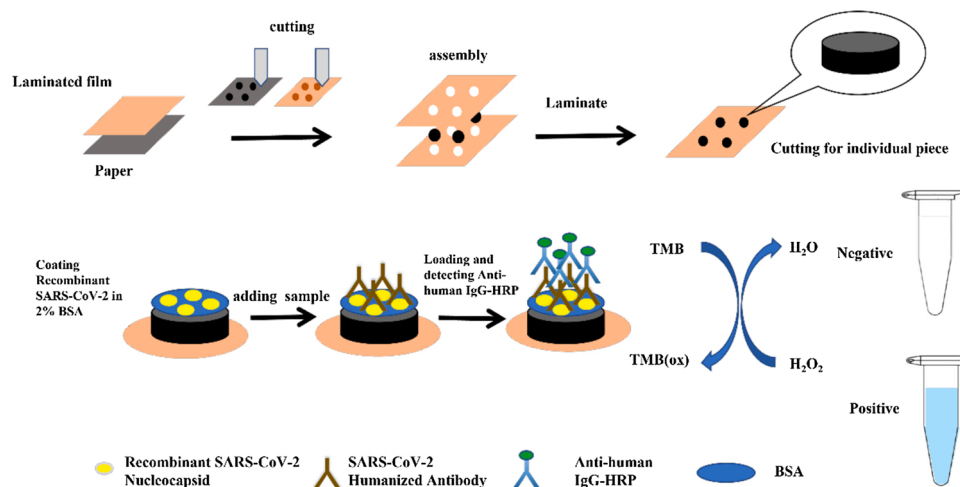 cutting
Laminated film
Paper
assembly
Laminate
Cutting for individual piece
Coating
Recombinant
SARS-CoV-2 in
2% BSA
adding sample
Loading and
detecting Anti-
human IgG-HRP
TMB
H₂O
TMB(ox)
H₂O₂
Negative
Positive
Recombinant SARS-CoV-2
Nucleocapsid
SARS-CoV-2
Humanized Antibody
Anti-human
IgG-HRP
BSA